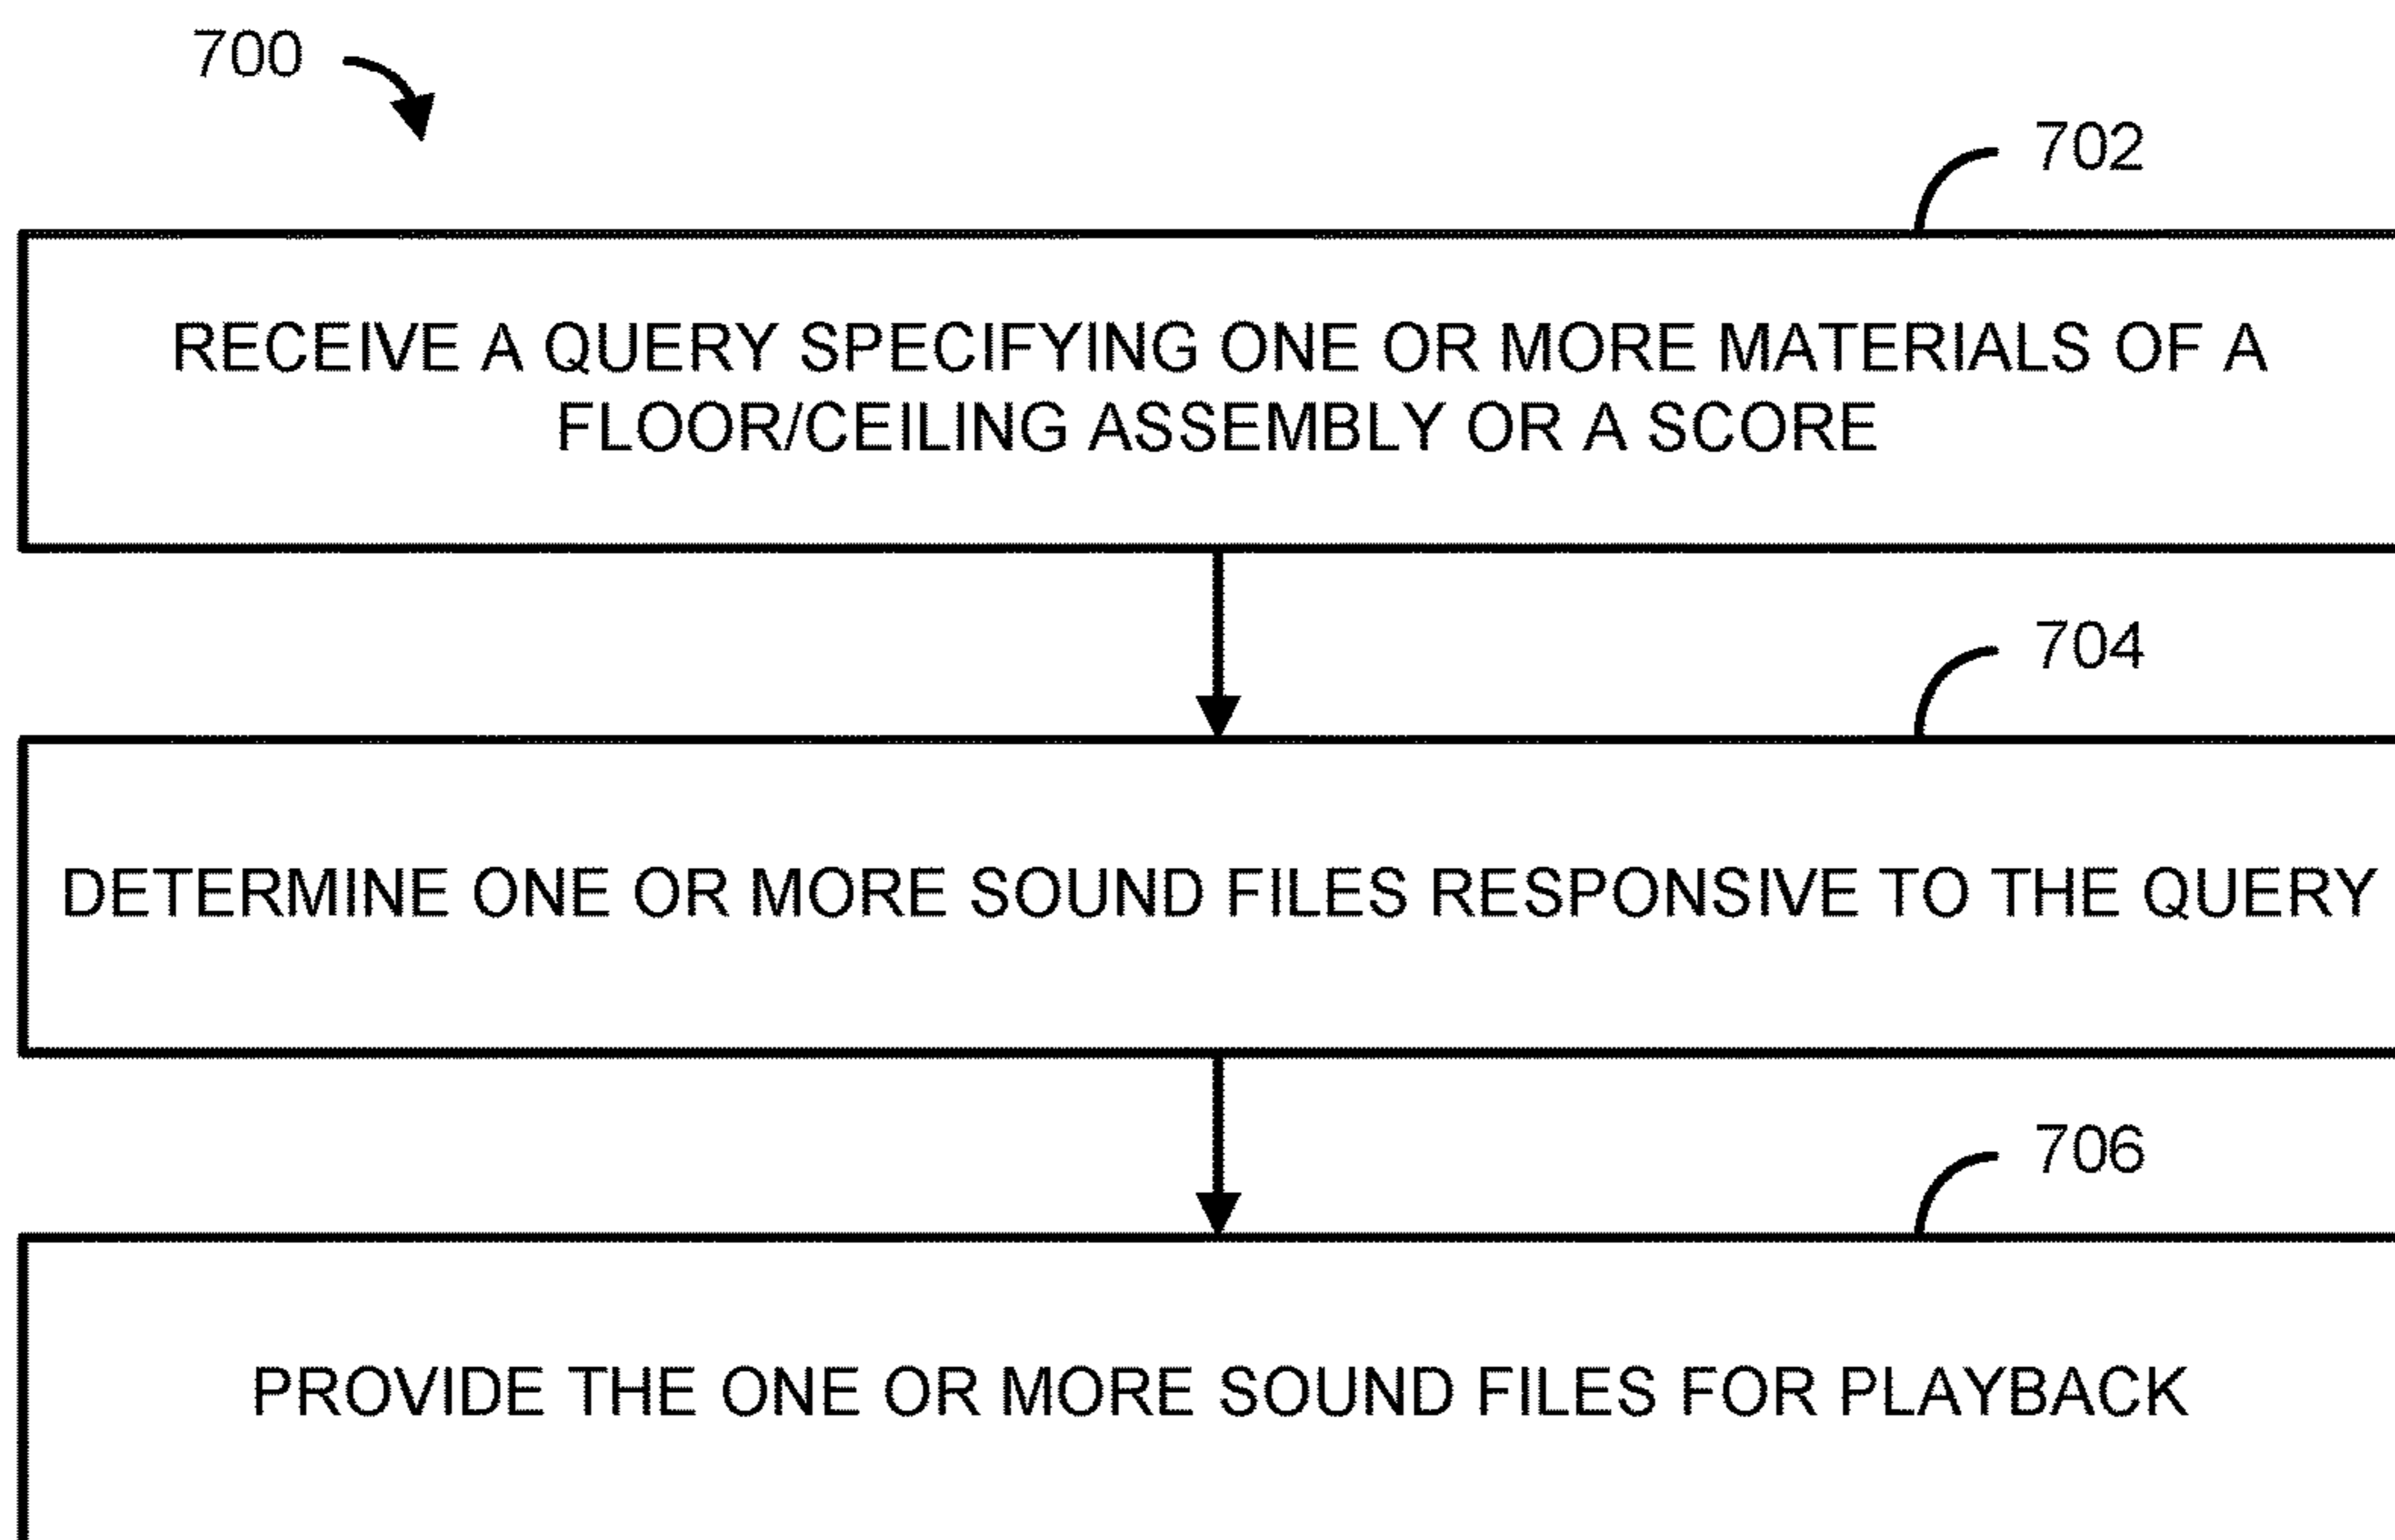 700
702
RECEIVE A QUERY SPECIFYING ONE OR MORE MATERIALS OF A
FLOOR/CEILING ASSEMBLY OR A SCORE
704
DETERMINE ONE OR MORE SOUND FILES RESPONSIVE TO THE QUERY
706
PROVIDE THE ONE OR MORE SOUND FILES FOR PLAYBACK